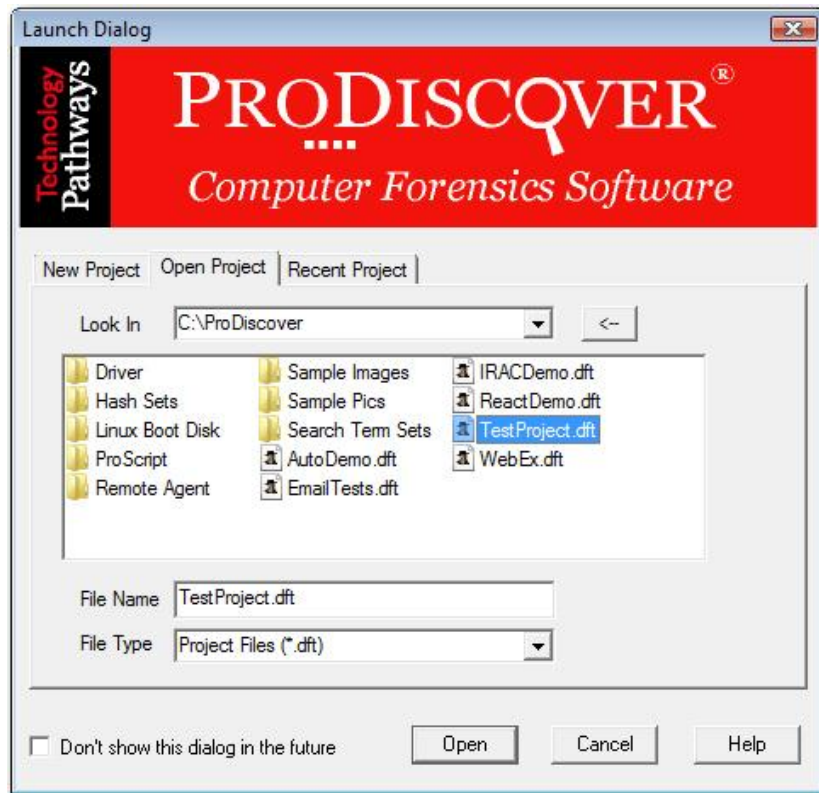 Launch Dialog
Technology
Pathways
PRODISCOVER®
Computer Forensics Software
New Project Open Project Recent Project
Look In C:\ProDiscover <--
Driver Sample Images IRACDemo.dft
Hash Sets Sample Pics ReactDemo.dft
Linux Boot Disk Search Term Sets TestProject.dft
ProScript AutoDemo.dft WebEx.dft
Remote Agent EmailTests.dft
File Name TestProject.dft
File Type Project Files (*.dft)
Don't show this dialog in the future Open Cancel Help